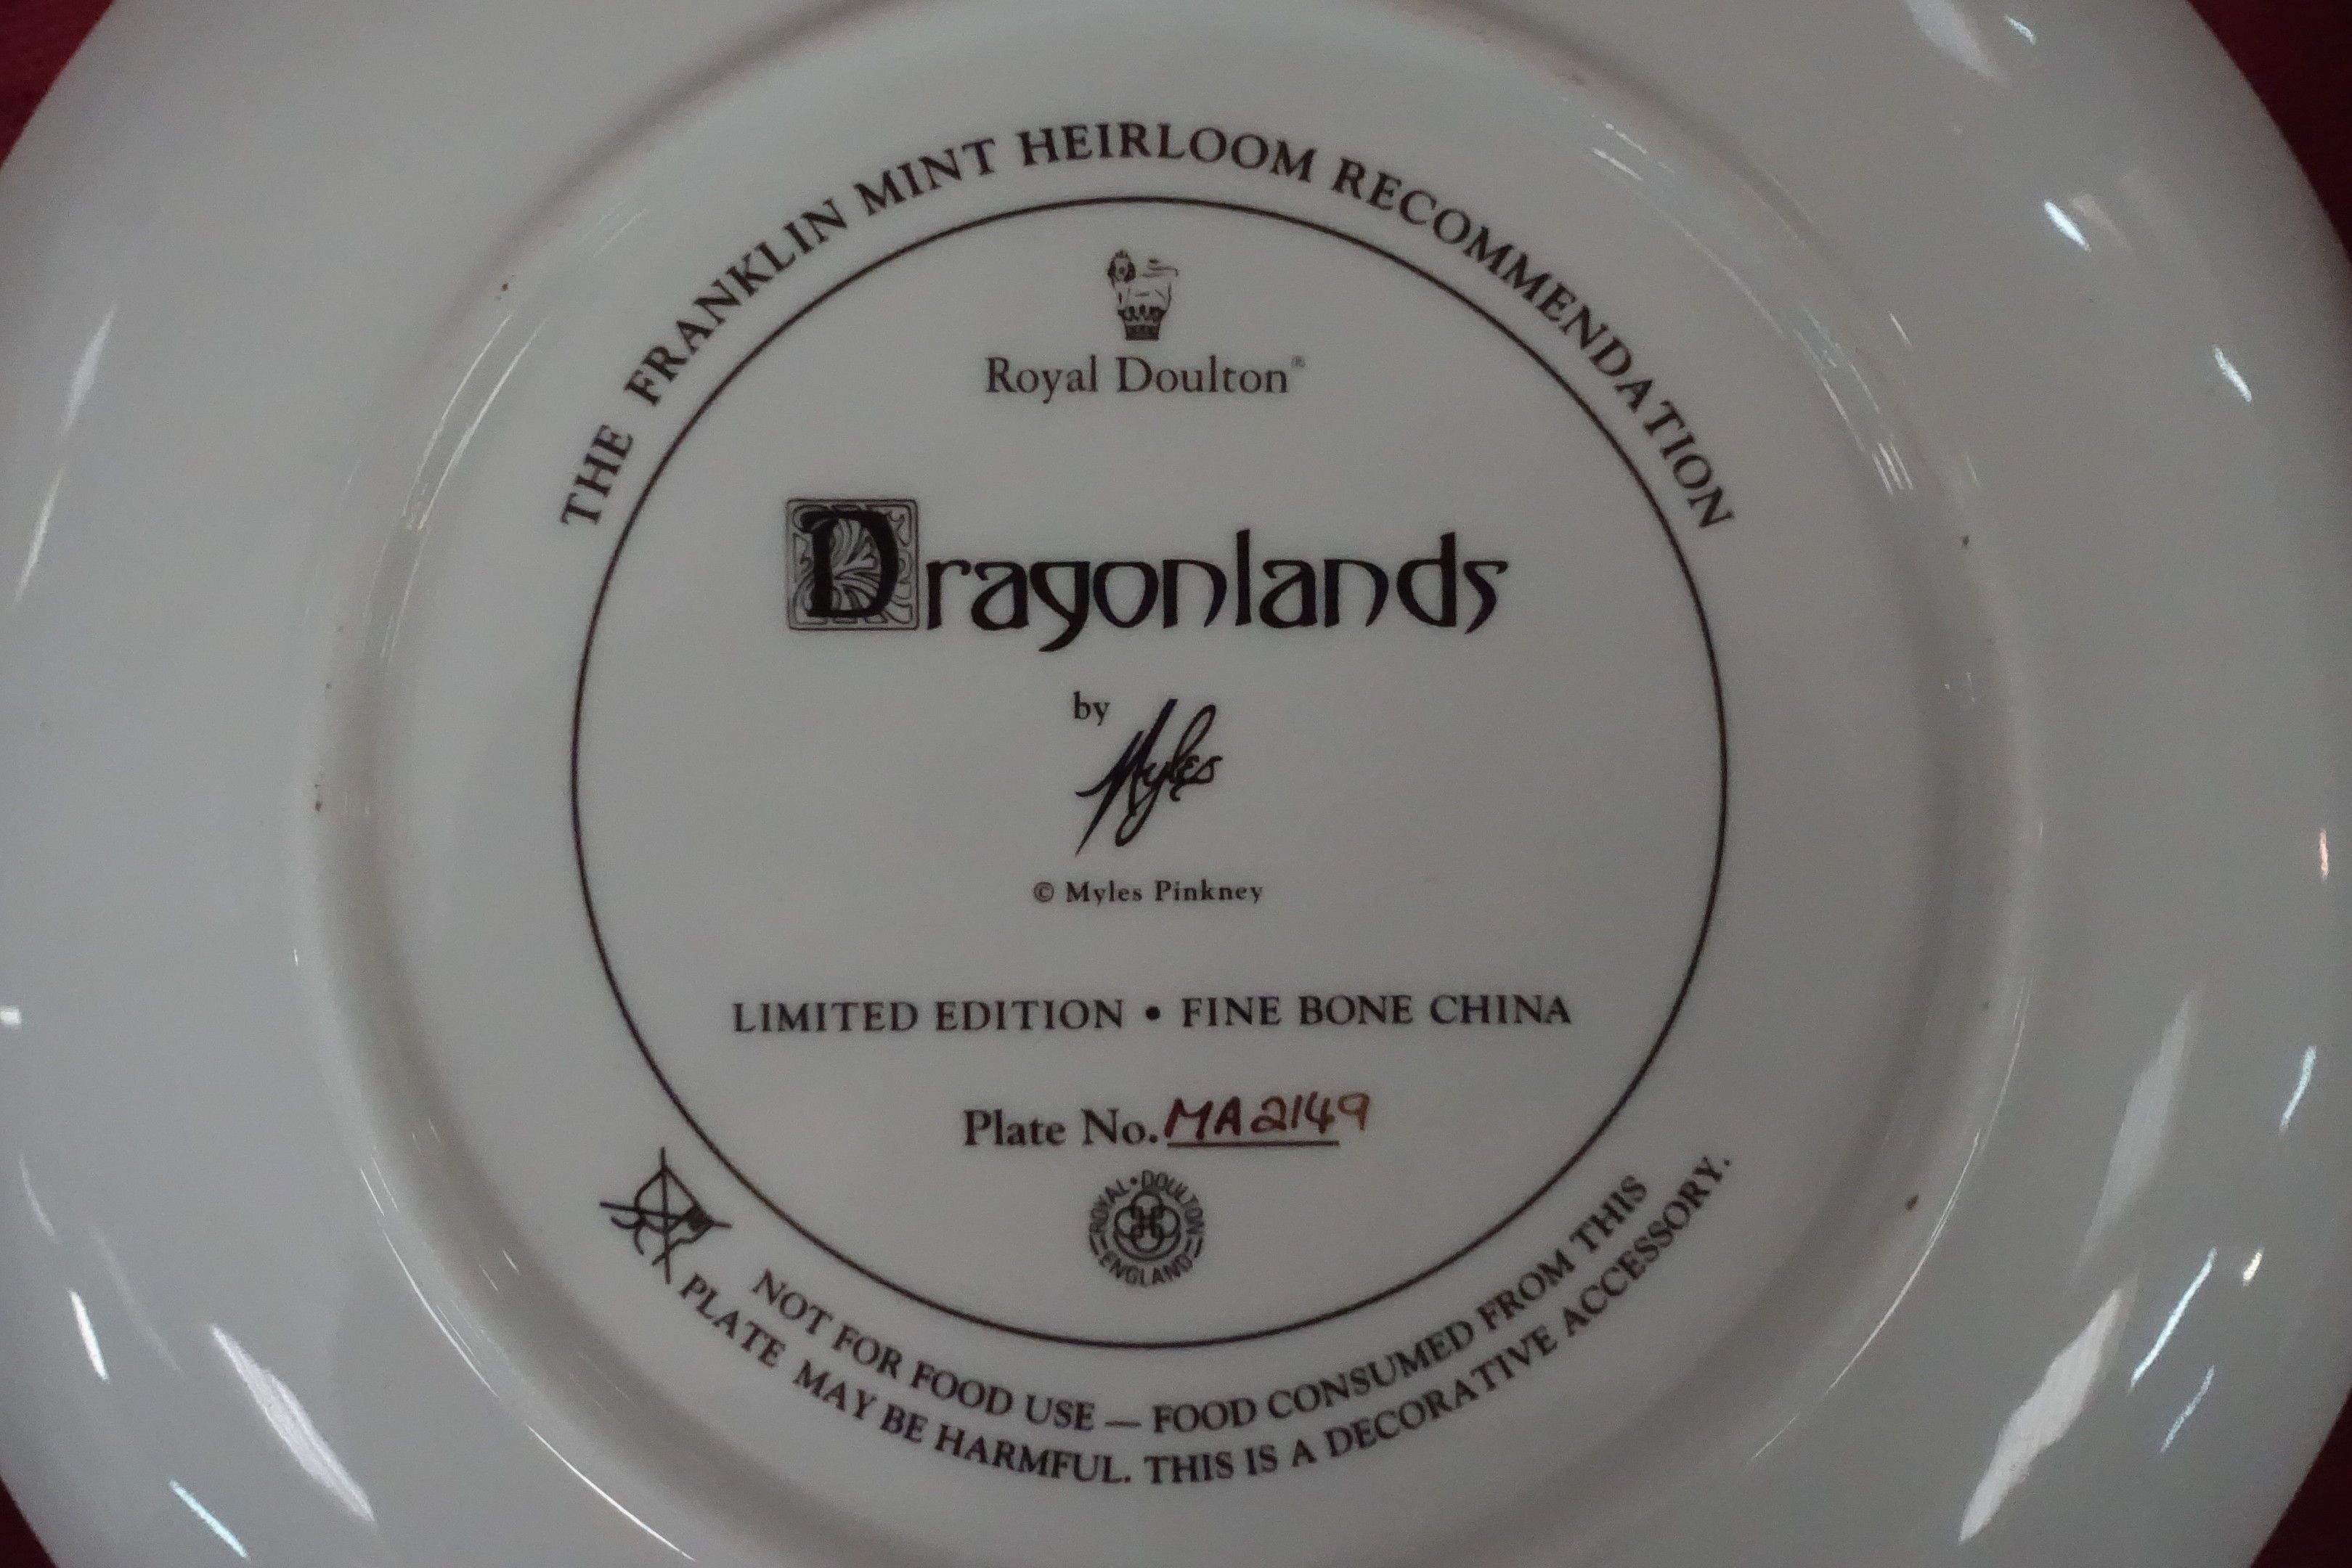 THE FRANKLIN MINT HEIRLOOM RECOMMENDATION
Royal Doulton®
Dragonlands
by
Myles
© Myles Pinkney
LIMITED EDITION • FINE BONE CHINA
Plate No. MA2149
ROYAL • DOULTON
ENGLAND
NOT FOR FOOD USE — FOOD CONSUMED FROM THIS
PLATE MAY BE HARMFUL. THIS IS A DECORATIVE ACCESSORY.